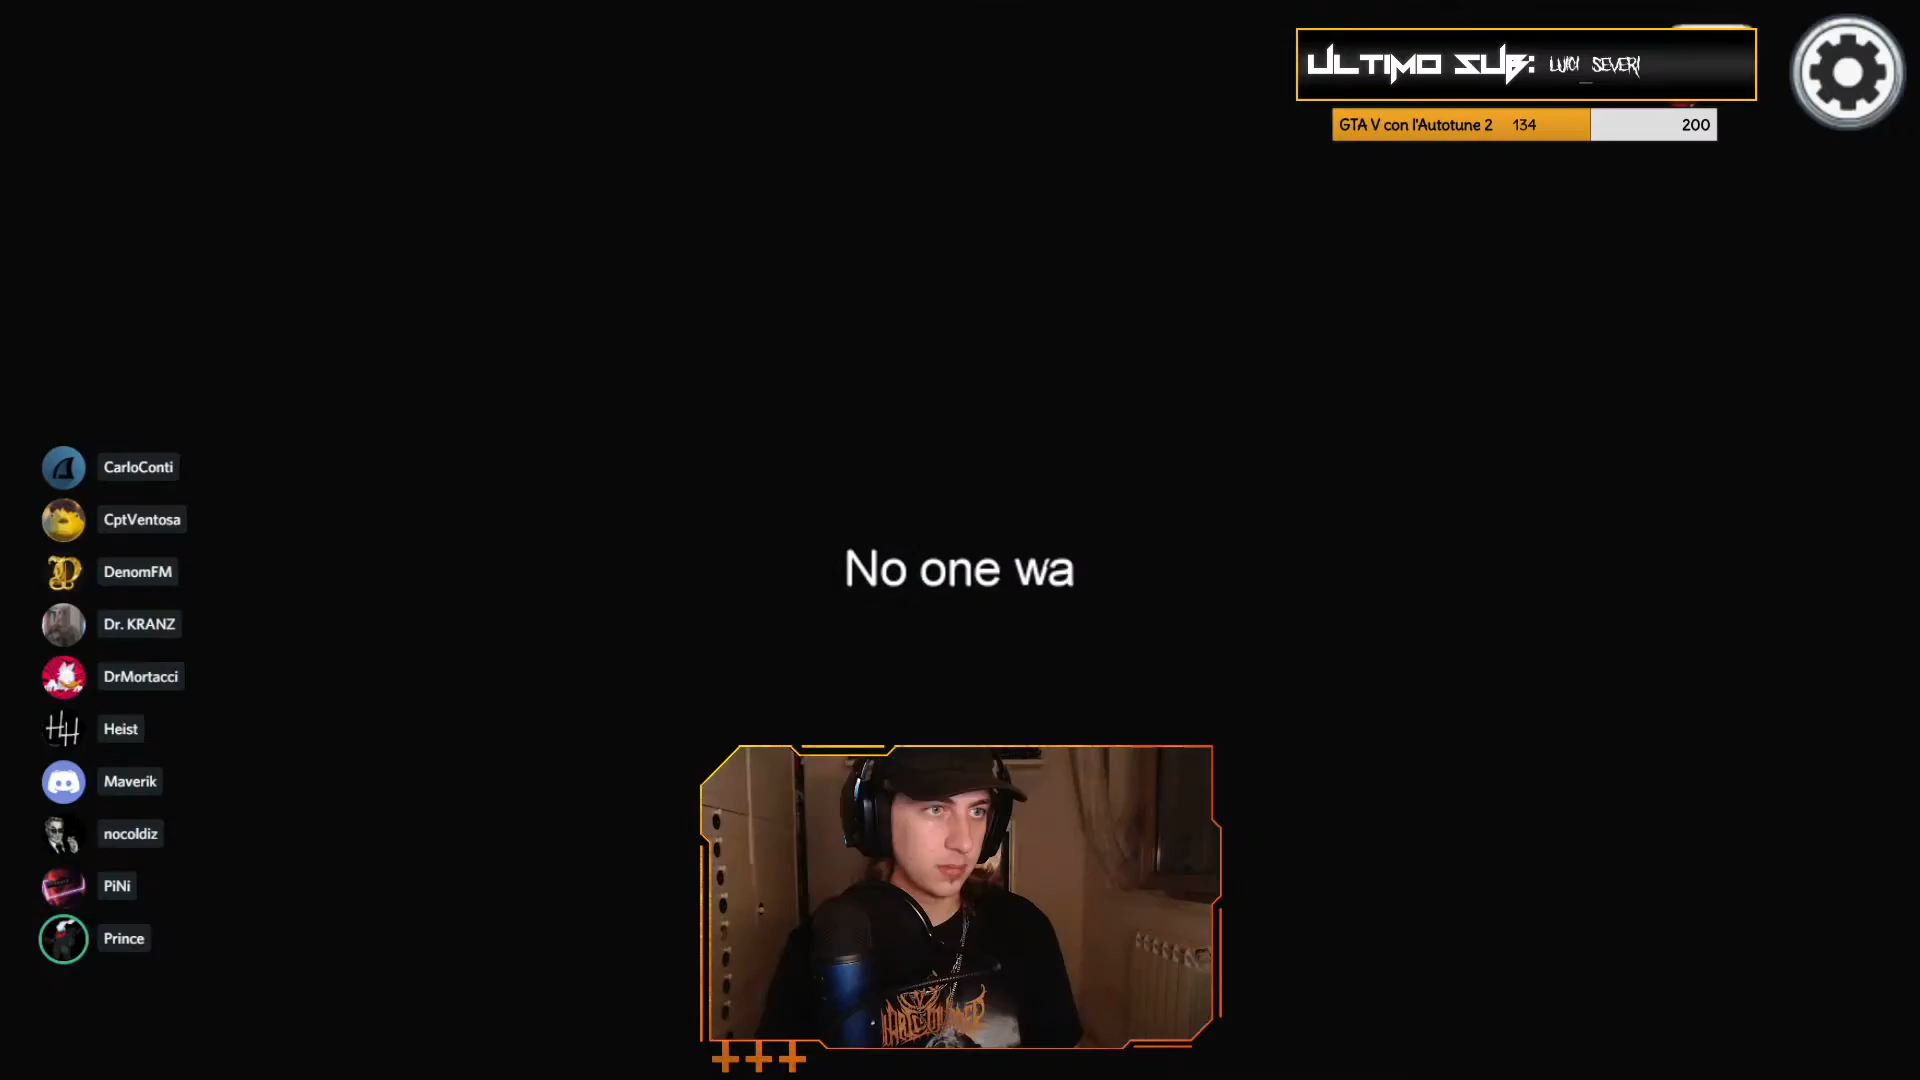 ULTIMO SUB: LUCI_SEVERI
GTA V con l'Autotune 2 134 200
CarloConti
CptVentosa
DenomFM
Dr. KRANZ
DrMortacci
Heist
Maverik
nocoldiz
PiNi
Prince
No one wa